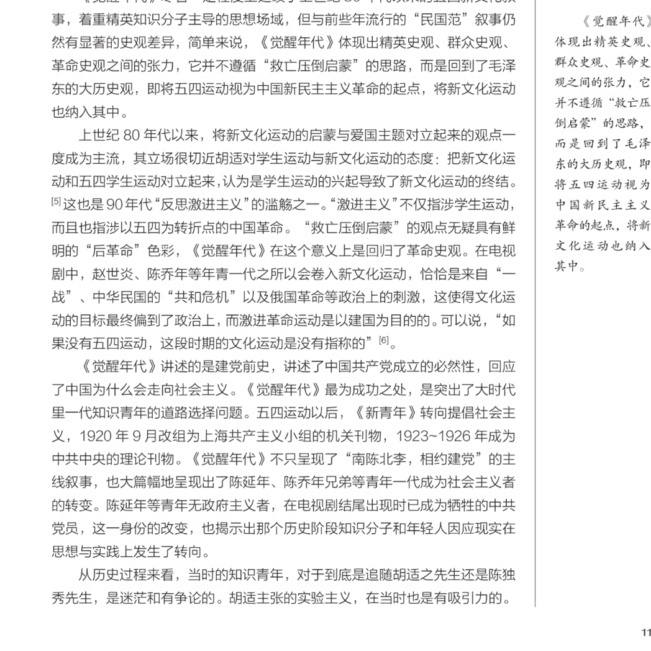 事，着重精英知识分子主导的思想场域，但与前些年流行的“民国范”叙事仍
然有显著的史观差异，简单来说，《觉醒年代》体现出精英史观、群众史观、
革命史观之间的张力，它并不遵循“救亡压倒启蒙”的思路，而是回到了毛泽
东的大历史观，即将五四运动视为中国新民主主义革命的起点，将新文化运动
也纳入其中。
上世纪 80 年代以来，将新文化运动的启蒙与爱国主题对立起来的观点一
度成为主流，其立场很切近胡适对学生运动与新文化运动的态度：把新文化运
动和五四学生运动对立起来，认为是学生运动的兴起导致了新文化运动的终结。
[5]这也是90年代“反思激进主义”的滥觞之一。“激进主义”不仅指涉学生运动，
而且也指涉以五四为转折点的中国革命。“救亡压倒启蒙”的观点无疑具有鲜
明的“后革命”色彩，《觉醒年代》在这个意义上是回归了革命史观。在电视
剧中，赵世炎、陈乔年等年青一代之所以会卷入新文化运动，恰恰是来自“一
战”、中华民国的“共和危机”以及俄国革命等政治上的刺激，这使得文化运
动的目标最终偏到了政治上，而激进革命运动是以建国为目的的。可以说，“如
果没有五四运动，这段时期的文化运动是没有指称的”[6]。
《觉醒年代》讲述的是建党前史，讲述了中国共产党成立的必然性，回应
了中国为什么会走向社会主义。《觉醒年代》最为成功之处，是突出了大时代
里一代知识青年的道路选择问题。五四运动以后，《新青年》转向提倡社会主
义，1920 年 9 月改组为上海共产主义小组的机关刊物，1923~1926 年成为
中共中央的理论刊物。《觉醒年代》不只呈现了“南陈北李，相约建党”的主
线叙事，也大篇幅地呈现出了陈延年、陈乔年兄弟等青年一代成为社会主义者
的转变。陈延年等青年无政府主义者，在电视剧结尾出现时已成为牺牲的中共
党员，这一身份的改变，也揭示出那个历史阶段知识分子和年轻人因应现实在
思想与实践上发生了转向。
从历史过程来看，当时的知识青年，对于到底是追随胡适之先生还是陈独
秀先生，是迷茫和有争论的。胡适主张的实验主义，在当时也是有吸引力的。
《觉醒年代》
体现出精英史观、
群众史观、革命史
观之间的张力，它
并不遵循“救亡压
倒启蒙”的思路，
而是回到了毛泽
东的大历史观，即
将五四运动视为
中国新民主主义
革命的起点，将新
文化运动也纳入
其中。
11